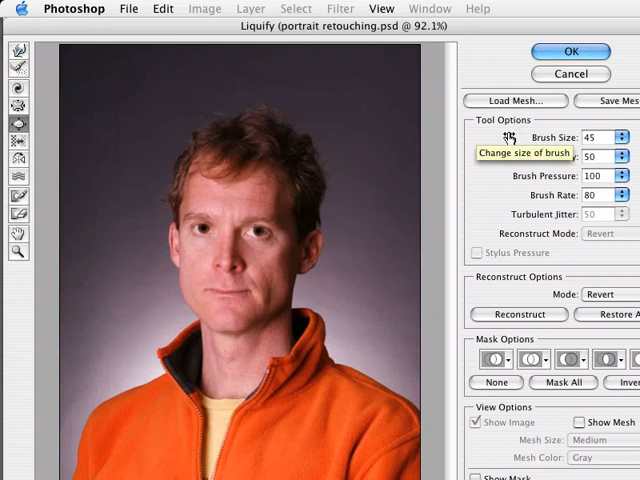 Photoshop File Edit Image Layer Select Filter View Window Help
Liquify (portrait retouching.psd @ 92.1%)
OK
Cancel
Load Mesh... Save Mes
Tool Options
Brush Size: 45
Change size of brush y: 50
Brush Pressure: 100
Brush Rate: 80
Turbulent Jitter: 50
Reconstruct Mode: Revert
Stylus Pressure
Reconstruct Options
Mode: Revert
Reconstruct Restore A
Mask Options
None Mask All Inver
View Options
Show Image Show Mesh
Mesh Size: Medium
Mesh Color: Gray
Show Mask